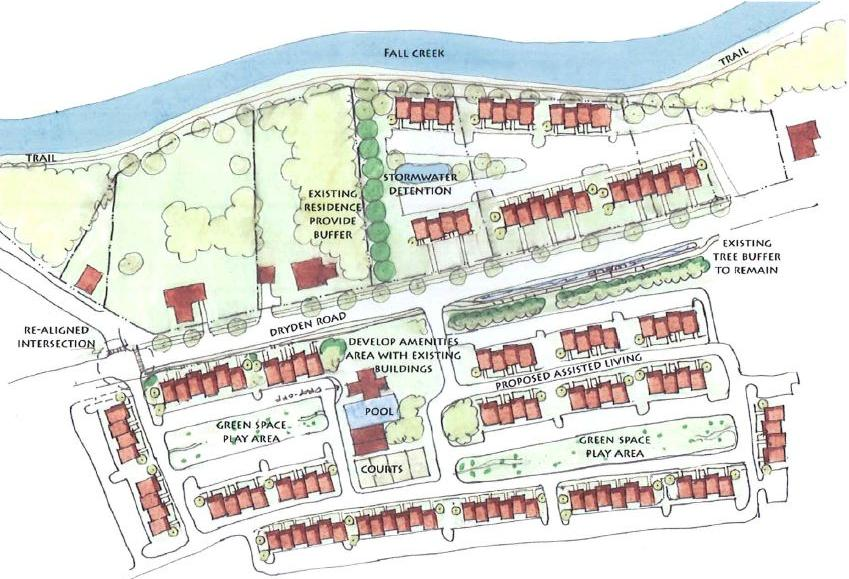 FALL CREEK
TRAIL
TRAIL
STORMWATER
DETENTION
EXISTING
RESIDENCE
PROVIDE
BUFFER
EXISTING
TREE BUFFER
TO REMAIN
RE-ALIGNED
INTERSECTION
DRYDEN ROAD
DEVELOP AMENITIES
AREA WITH EXISTING
BUILDINGS
PROPOSED ASSISTED LIVING
DROP-OFF
POOL
GREEN SPACE
PLAY AREA
GREEN SPACE
PLAY AREA
COURTS